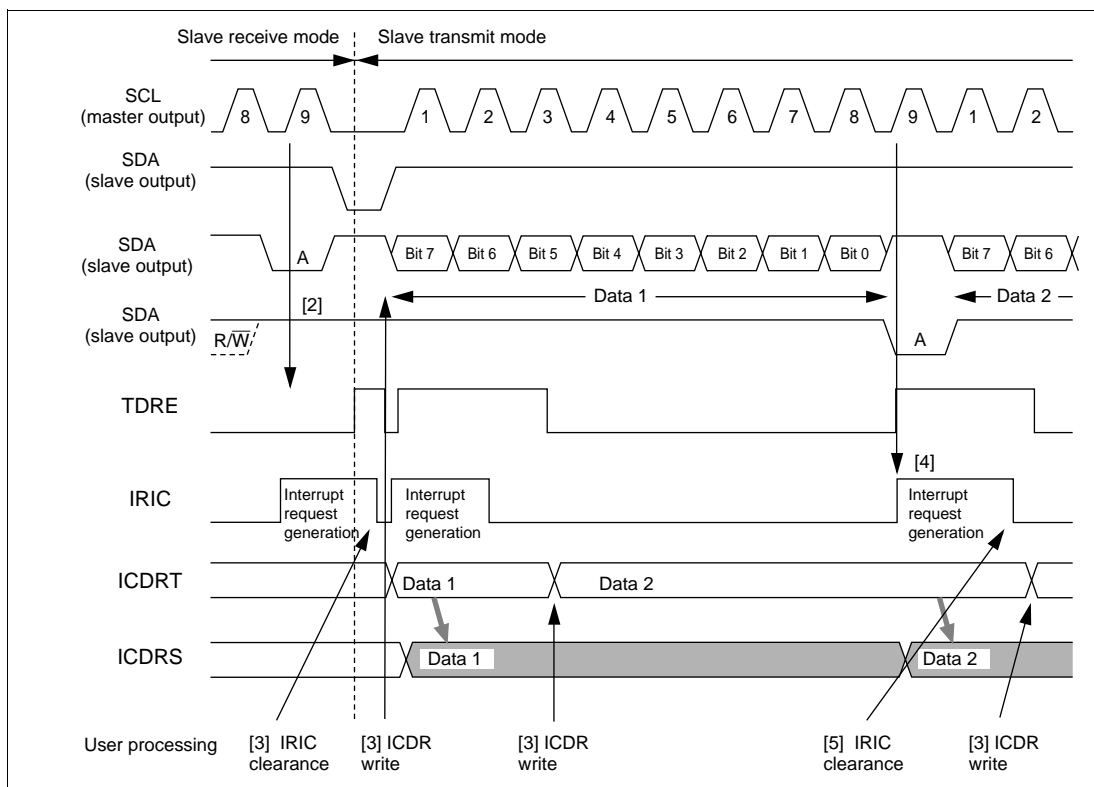 Slave receive mode Slave transmit mode
SCL
(master output)
8 9 1 2 3 4 5 6 7 8 9 1 2
SDA
(slave output)
SDA
(slave output)
A Bit 7 Bit 6 Bit 5 Bit 4 Bit 3 Bit 2 Bit 1 Bit 0 Bit 7 Bit 6
[2] Data 1 Data 2
SDA
(slave output)
R/W̅ A
TDRE
[4]
IRIC
Interrupt
request
generation
Interrupt
request
generation
Interrupt
request
generation
ICDRT
Data 1 Data 2
ICDRS
Data 1 Data 2
User processing
[3] IRIC
clearance
[3] ICDR
write
[3] ICDR
write
[5] IRIC
clearance
[3] ICDR
write